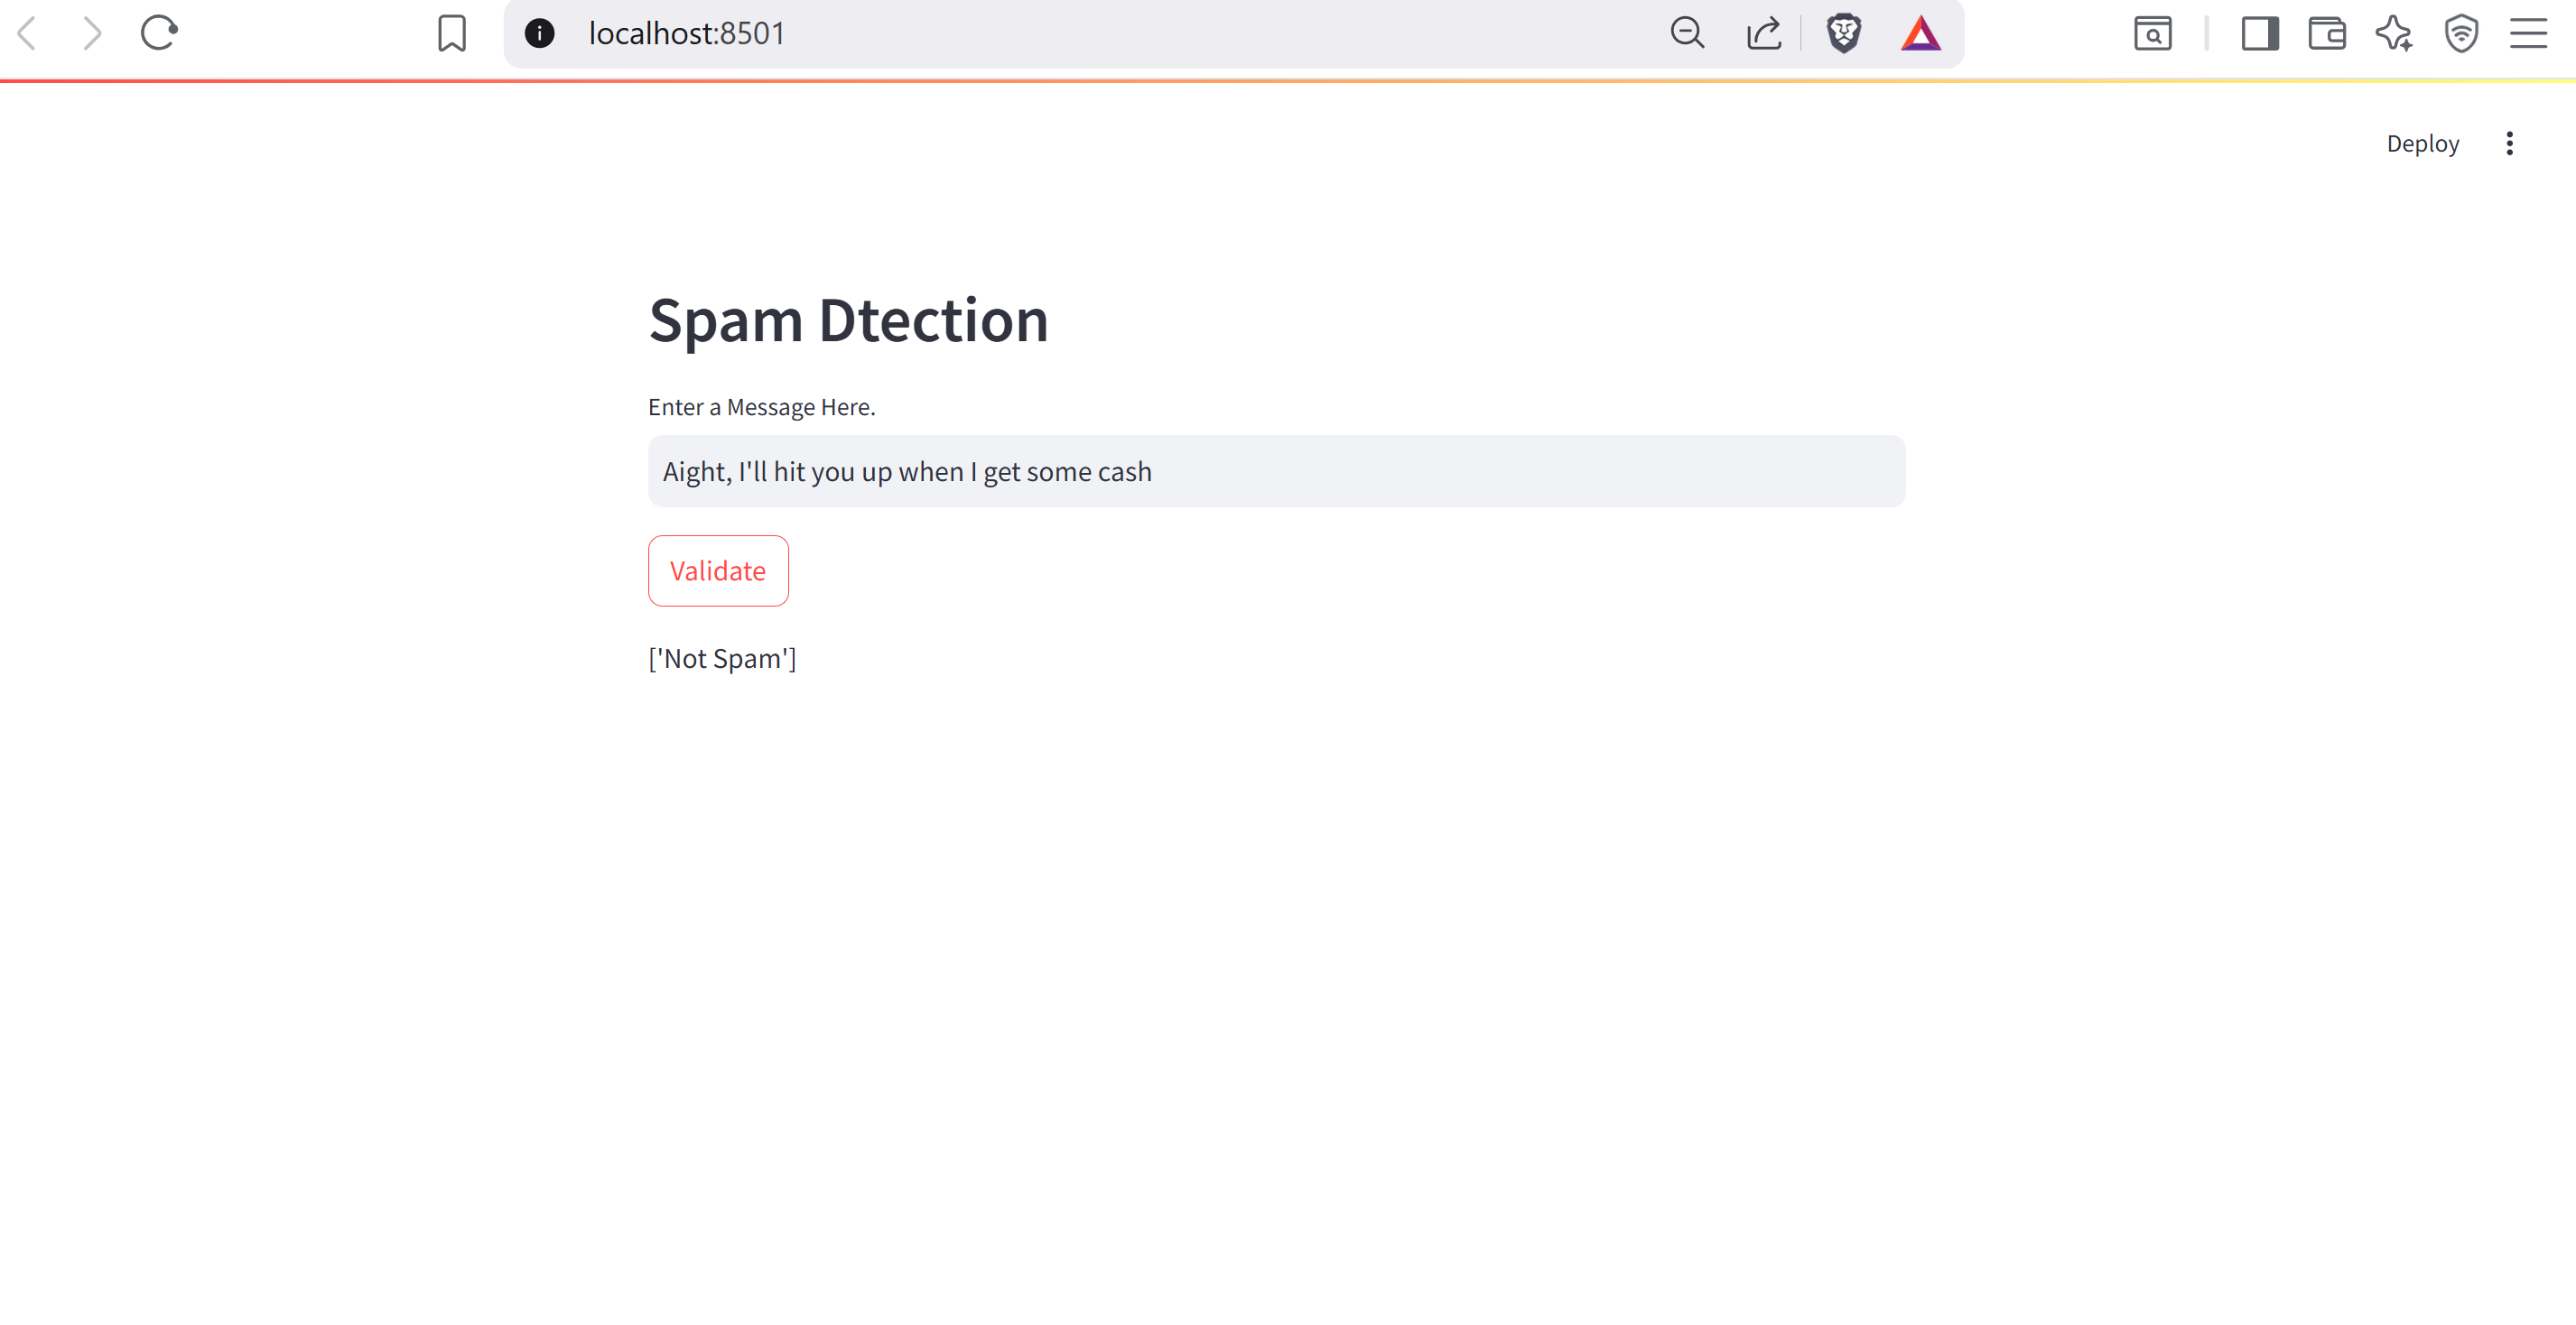 localhost:8501
Deploy
Spam Dtection
Enter a Message Here.
Aight, I'll hit you up when I get some cash
Validate
['Not Spam']